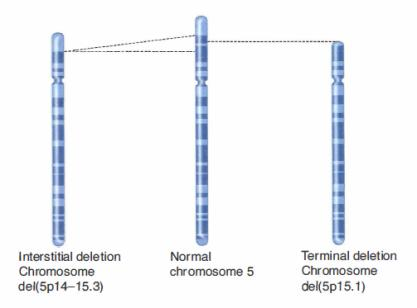 Interstitial deletion
Chromosome
del(5p14–15.3)
Normal
chromosome 5
Terminal deletion
Chromosome
del(5p15.1)